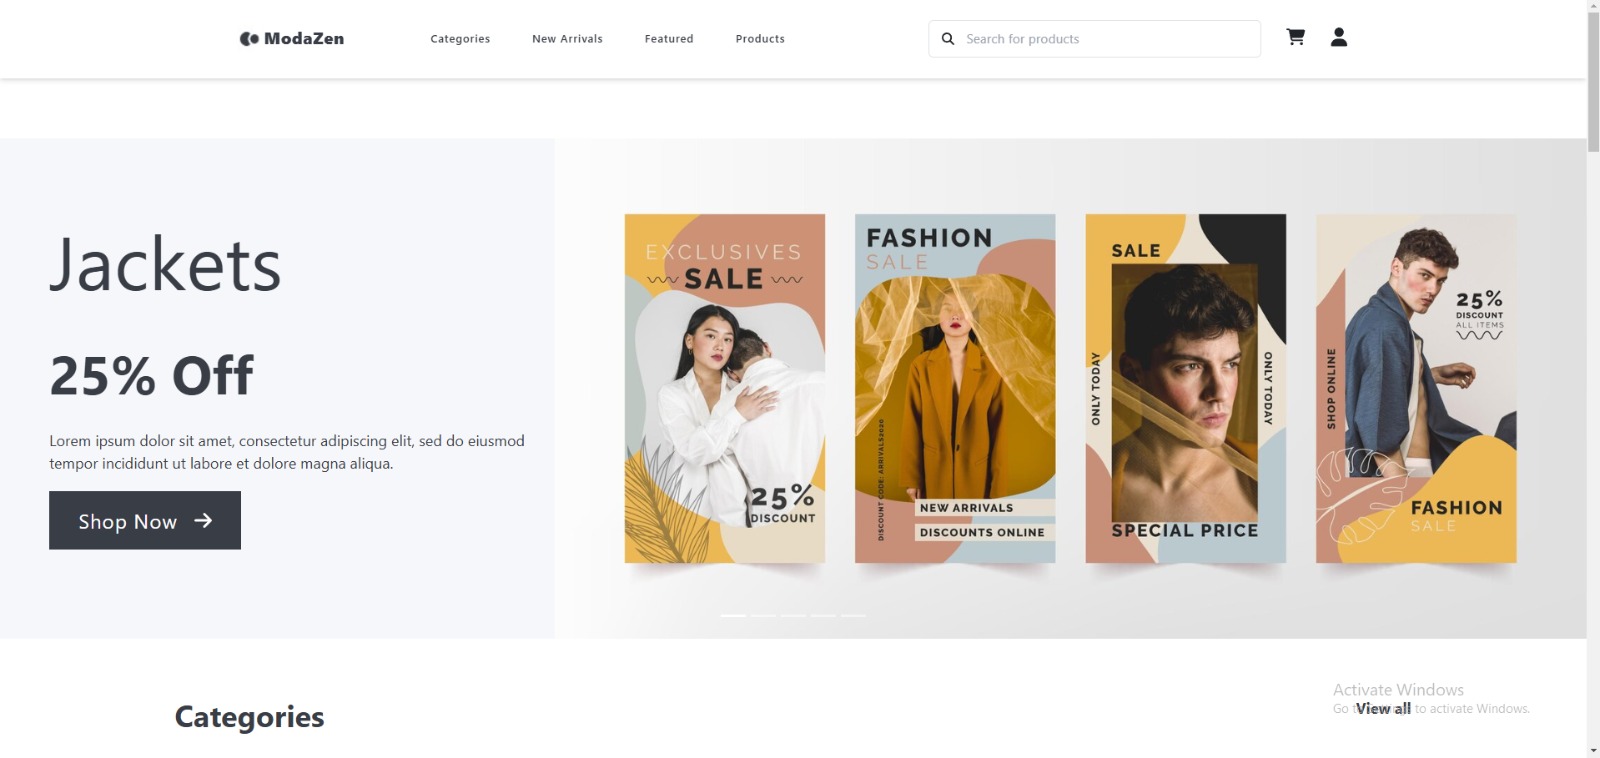 ModaZen
Categories
New Arrivals
Featured
Products
Search for products
Jackets
25% Off
Lorem ipsum dolor sit amet, consectetur adipiscing elit, sed do eiusmod
tempor incididunt ut labore et dolore magna aliqua.
Shop Now
EXCLUSIVES
SALE
25%
DISCOUNT
FASHION
SALE
DISCOUNT CODE: ARRIVALS2020
NEW ARRIVALS
DISCOUNTS ONLINE
SALE
ONLY TODAY
ONLY TODAY
SPECIAL PRICE
25%
DISCOUNT
ALL ITEMS
SHOP ONLINE
FASHION
SALE
Categories
View all
Activate Windows
Go to Settings to activate Windows.